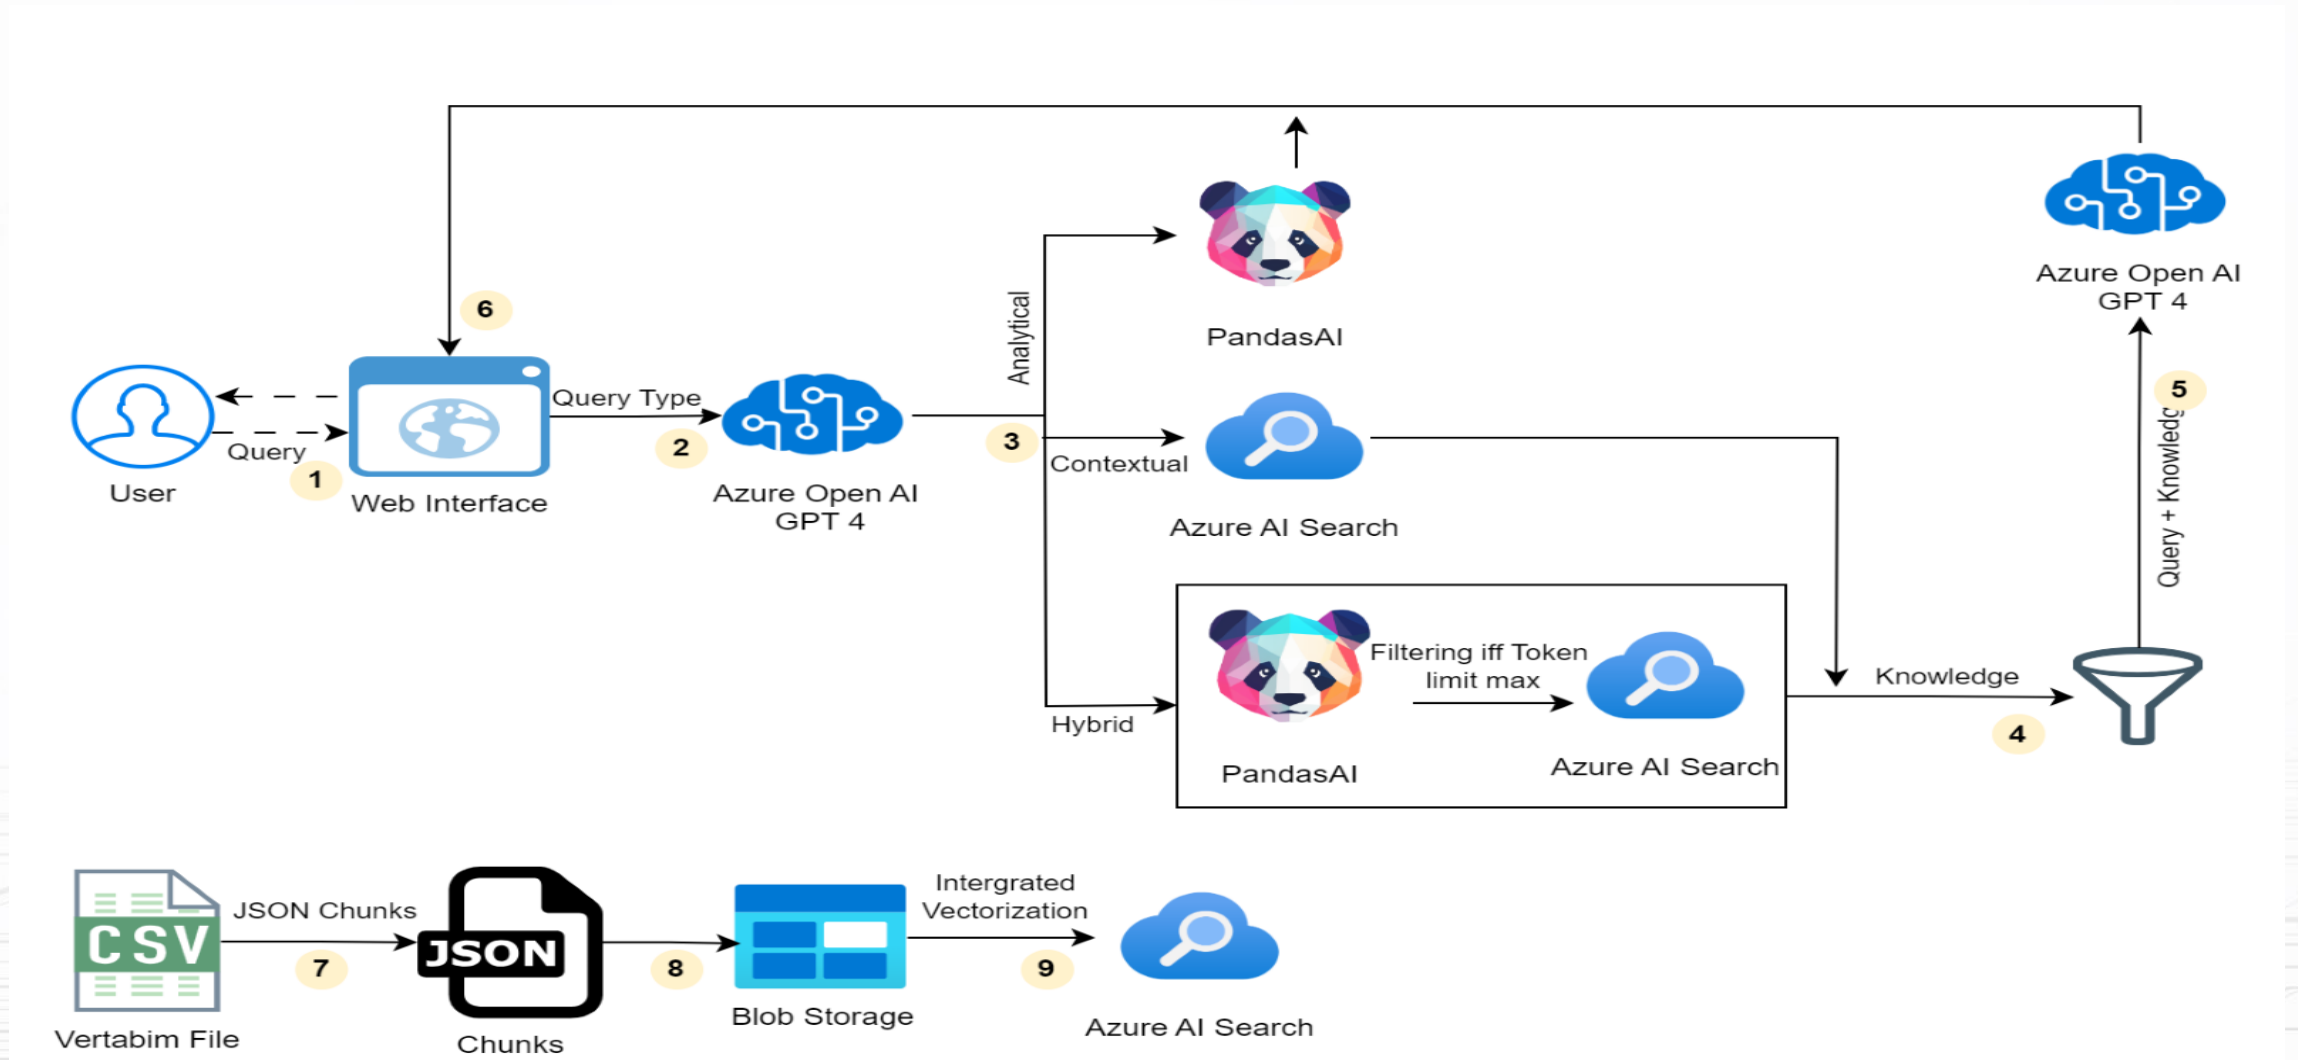 6
Query
1
User
Web Interface
Query Type
2
Azure Open AI
GPT 4
3
Analytical
PandasAI
Contextual
Azure AI Search
Hybrid
PandasAI
Filtering iff Token
limit max
Azure AI Search
Knowledge
4
5
Query + Knowledg
Azure Open AI
GPT 4
CSV
Vertabim File
JSON Chunks
7
JSON
Chunks
8
Blob Storage
Intergrated
Vectorization
9
Azure AI Search